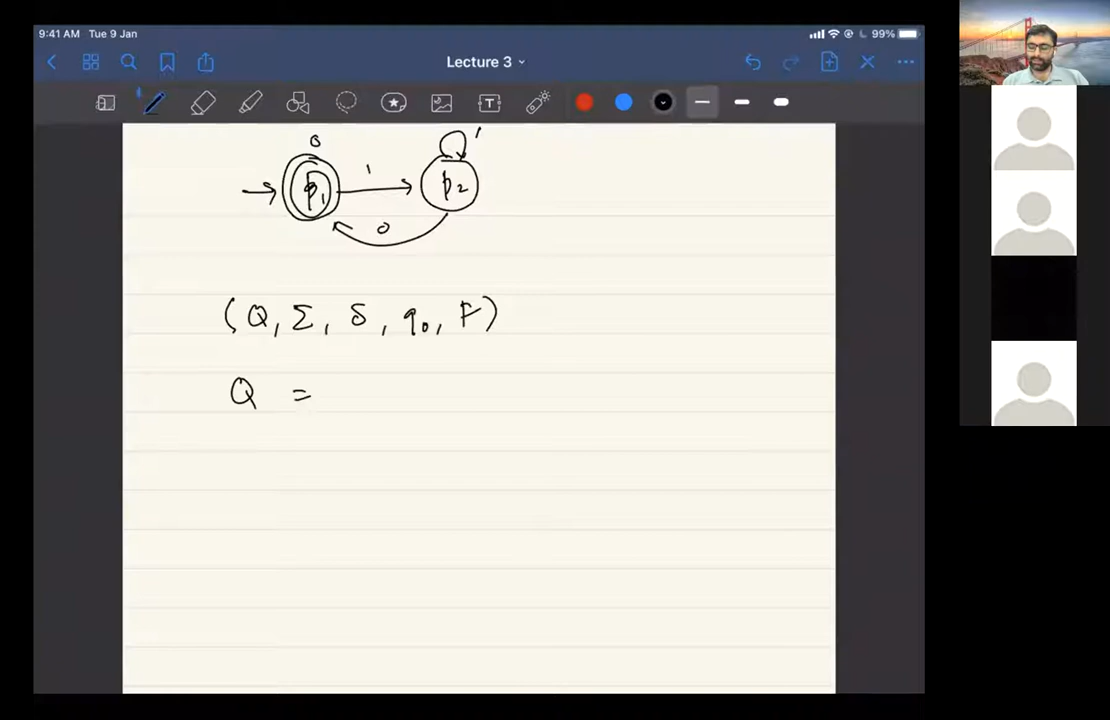 9:41 AM Tue 9 Jan 99%
Lecture 3
0 1
p1 1 p2
0
(Q, Σ, δ, q0, F)
Q =